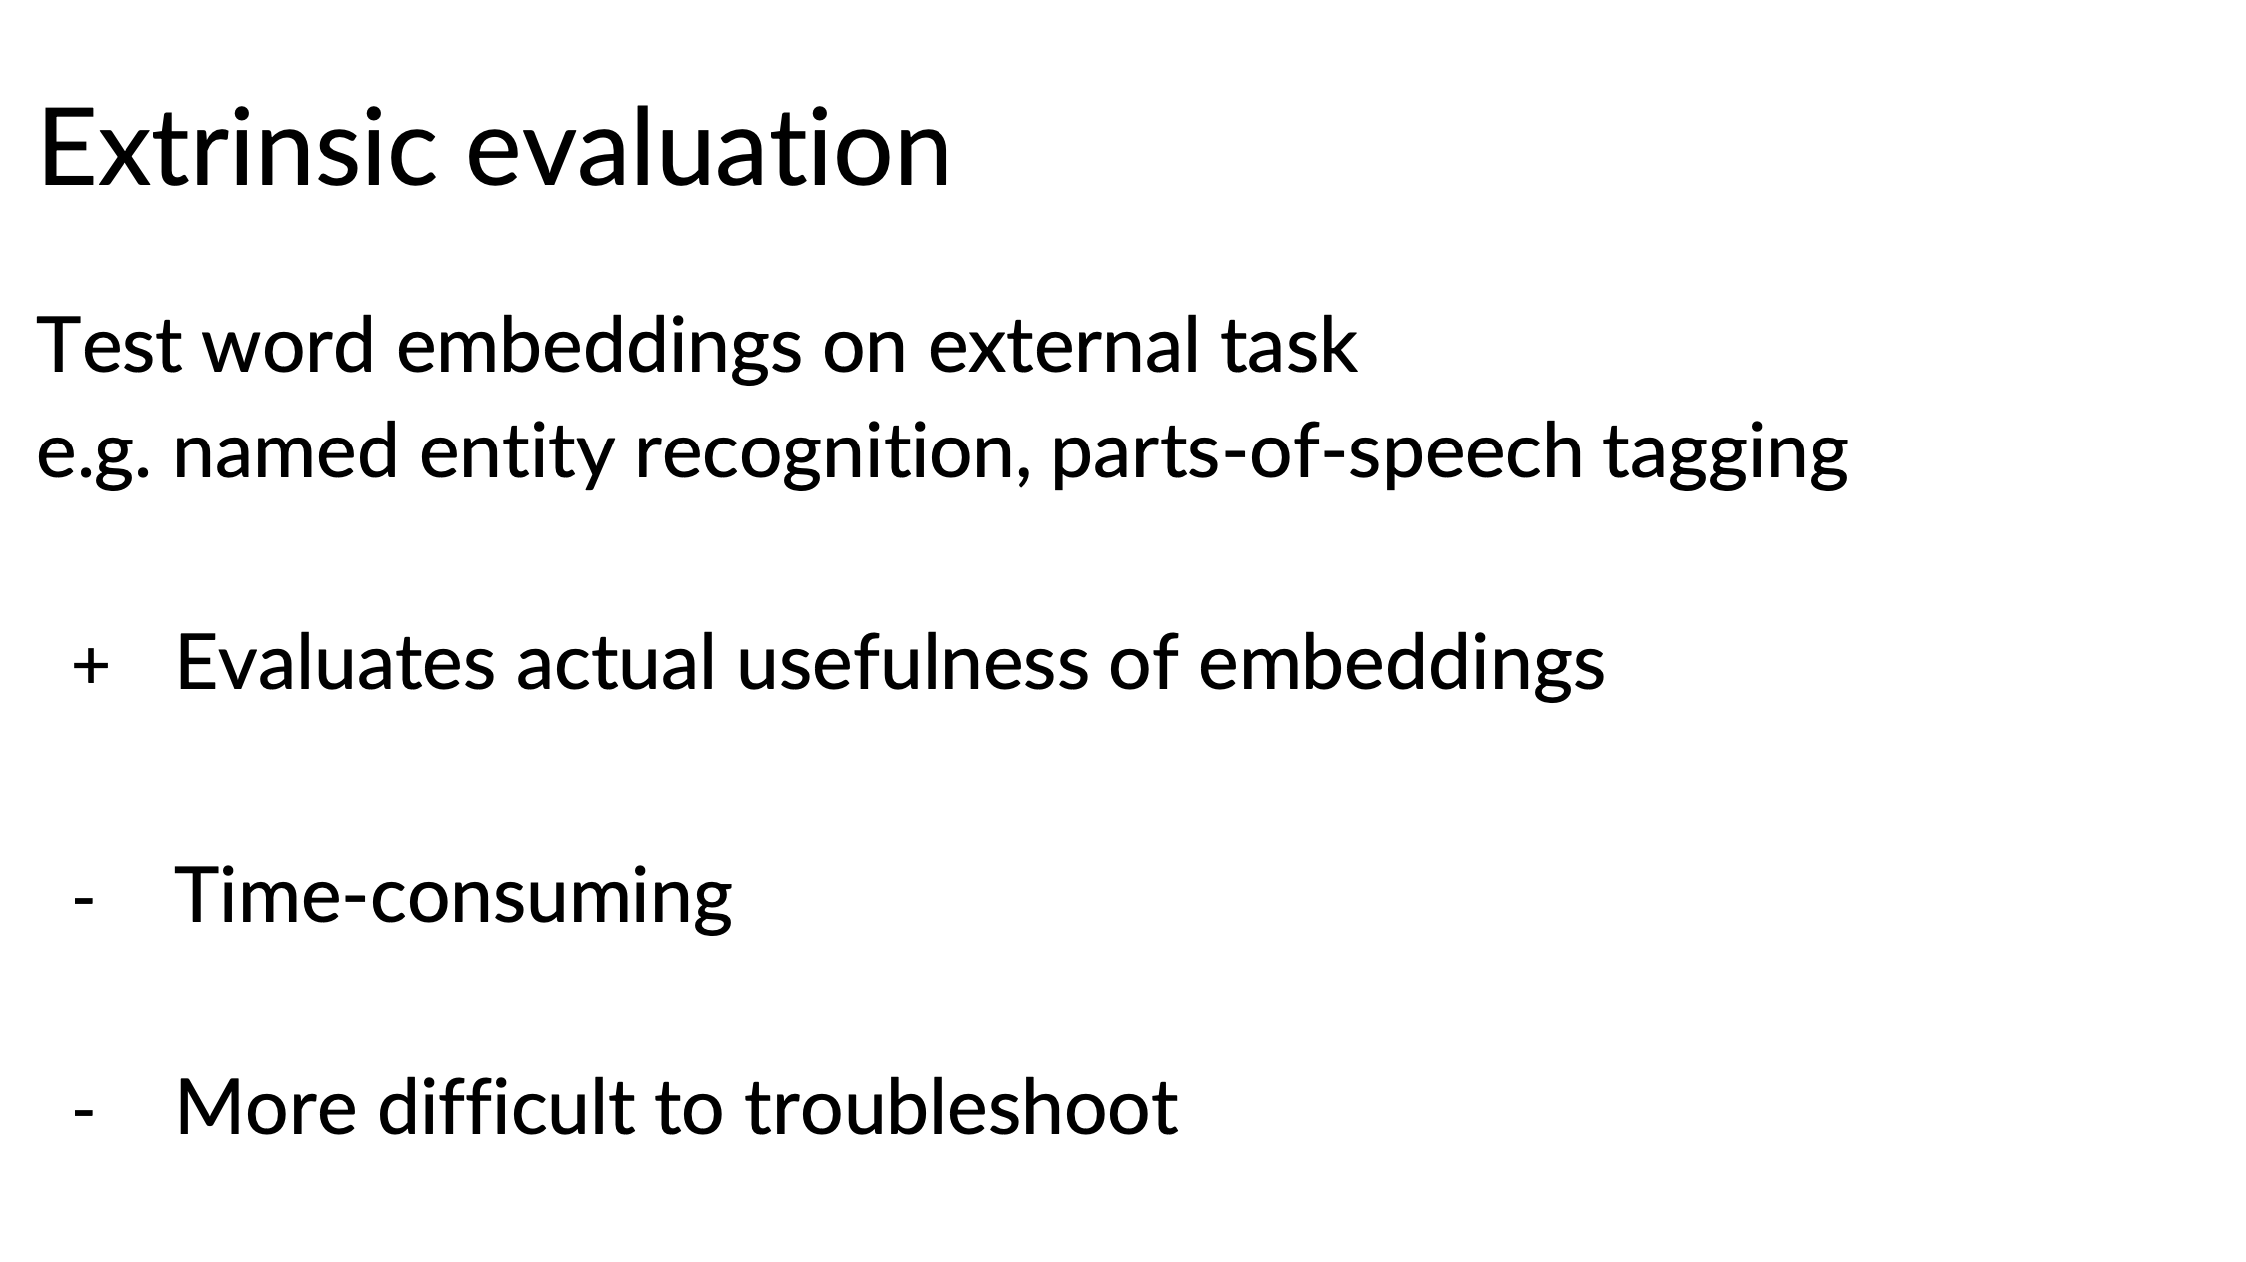 Extrinsic evaluation
Test word embeddings on external task
e.g. named entity recognition, parts-of-speech tagging
+ Evaluates actual usefulness of embeddings
- Time-consuming
- More difficult to troubleshoot